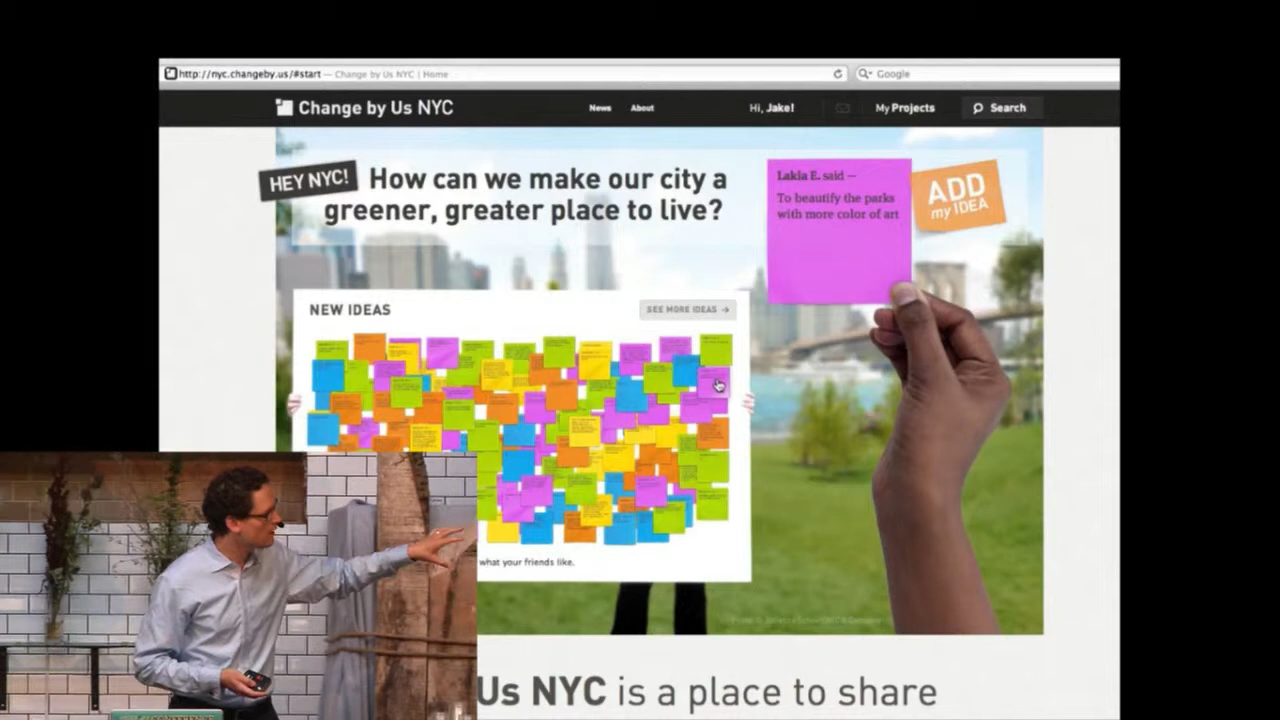 http://nyc.changeby.us/#start — Change by Us NYC | Home
Google
Change by Us NYC
News
About
Hi, Jake!
My Projects
Search
HEY NYC!
How can we make our city a
greener, greater place to live?
Lakia E. said —
To beautify the parks
with more color of art
ADD
my IDEA
NEW IDEAS
SEE MORE IDEAS →
what your friends like.
Us NYC is a place to share